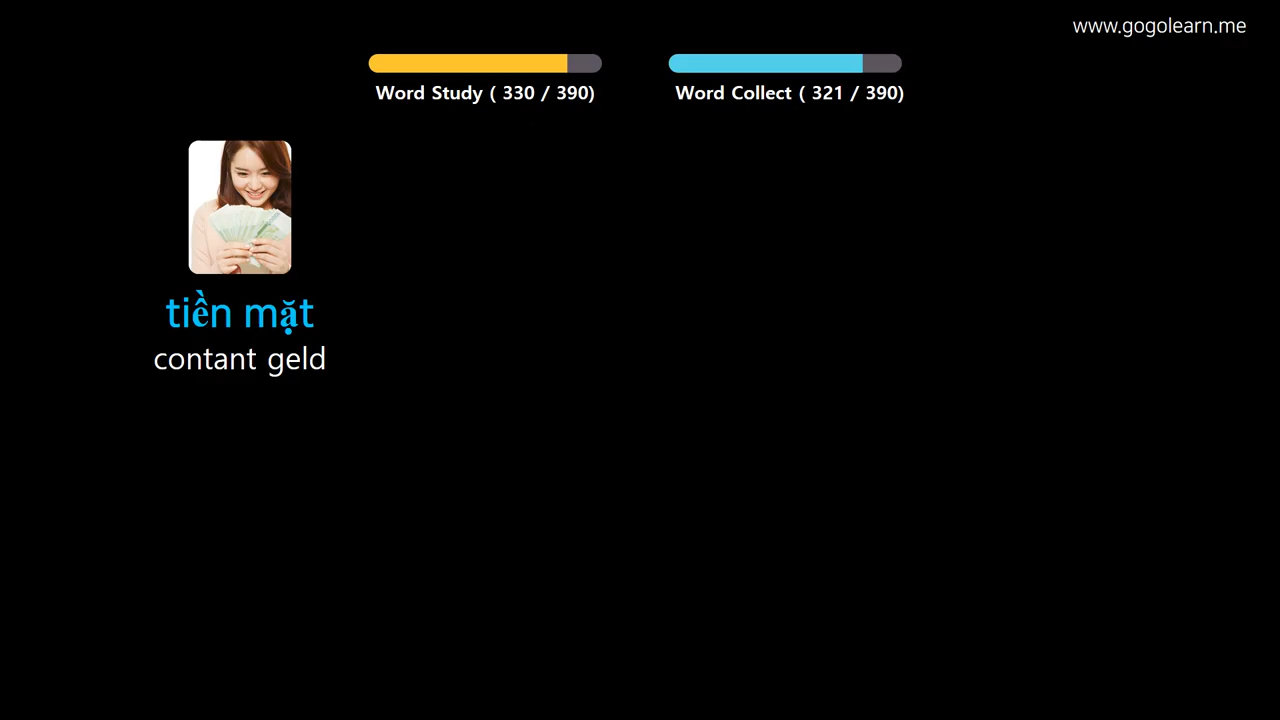 www.gogolearn.me
Word Study ( 330 / 390)
Word Collect ( 321 / 390)
tiền mặt
contant geld